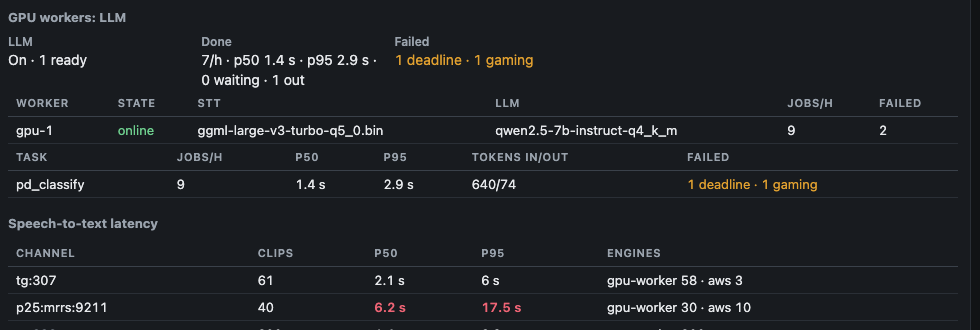 GPU workers: LLM
LLM Done Failed
On · 1 ready 7/h · p50 1.4 s · p95 2.9 s · 1 deadline · 1 gaming
0 waiting · 1 out
WORKER STATE STT LLM JOBS/H FAILED
gpu-1 online ggml-large-v3-turbo-q5_0.bin qwen2.5-7b-instruct-q4_k_m 9 2
TASK JOBS/H P50 P95 TOKENS IN/OUT FAILED
pd_classify 9 1.4 s 2.9 s 640/74 1 deadline · 1 gaming
Speech-to-text latency
CHANNEL CLIPS P50 P95 ENGINES
tg:307 61 2.1 s 6 s gpu-worker 58 · aws 3
p25:mrrs:9211 40 6.2 s 17.5 s gpu-worker 30 · aws 10